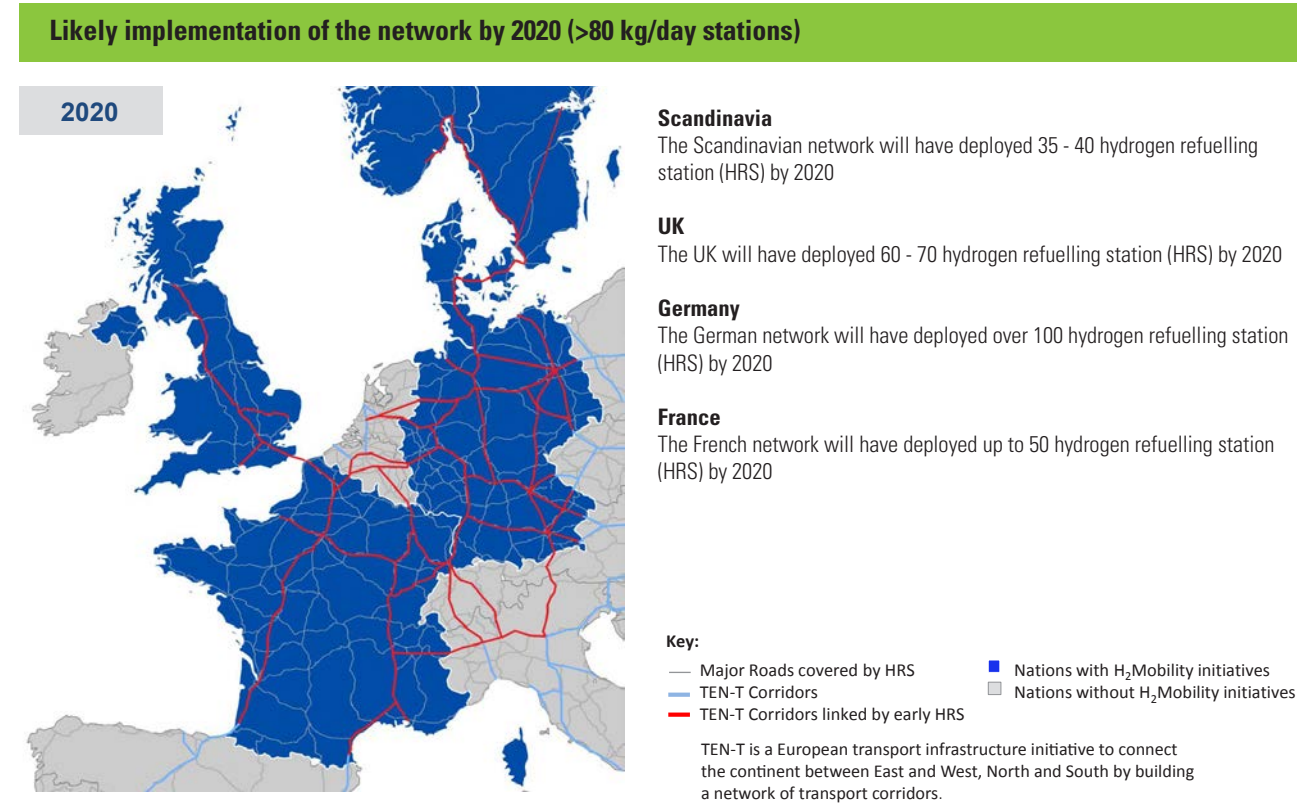 Likely implementation of the network by 2020 (>80 kg/day stations)
2020
Scandinavia
The Scandinavian network will have deployed 35 - 40 hydrogen refuelling
station (HRS) by 2020
UK
The UK will have deployed 60 - 70 hydrogen refuelling station (HRS) by 2020
Germany
The German network will have deployed over 100 hydrogen refuelling station
(HRS) by 2020
France
The French network will have deployed up to 50 hydrogen refuelling station
(HRS) by 2020
Key:
Major Roads covered by HRS
TEN-T Corridors
TEN-T Corridors linked by early HRS
Nations with H₂Mobility initiatives
Nations without H₂Mobility initiatives
TEN-T is a European transport infrastructure initiative to connect
the continent between East and West, North and South by building
a network of transport corridors.